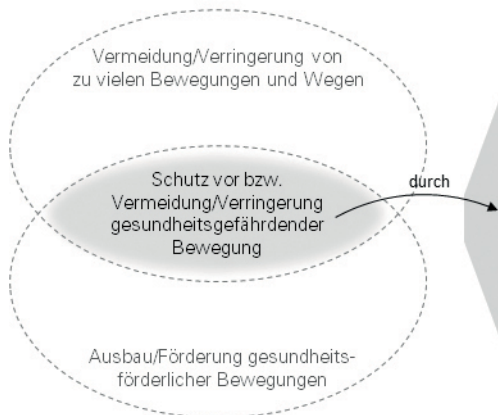 Vermeidung/Verringerung von
zu vielen Bewegungen und Wegen
Schutz vor bzw.
Vermeidung/Verringerung
gesundheitsgefährdender
Bewegung
durch
Ausbau/Förderung gesundheits-
förderlicher Bewegungen